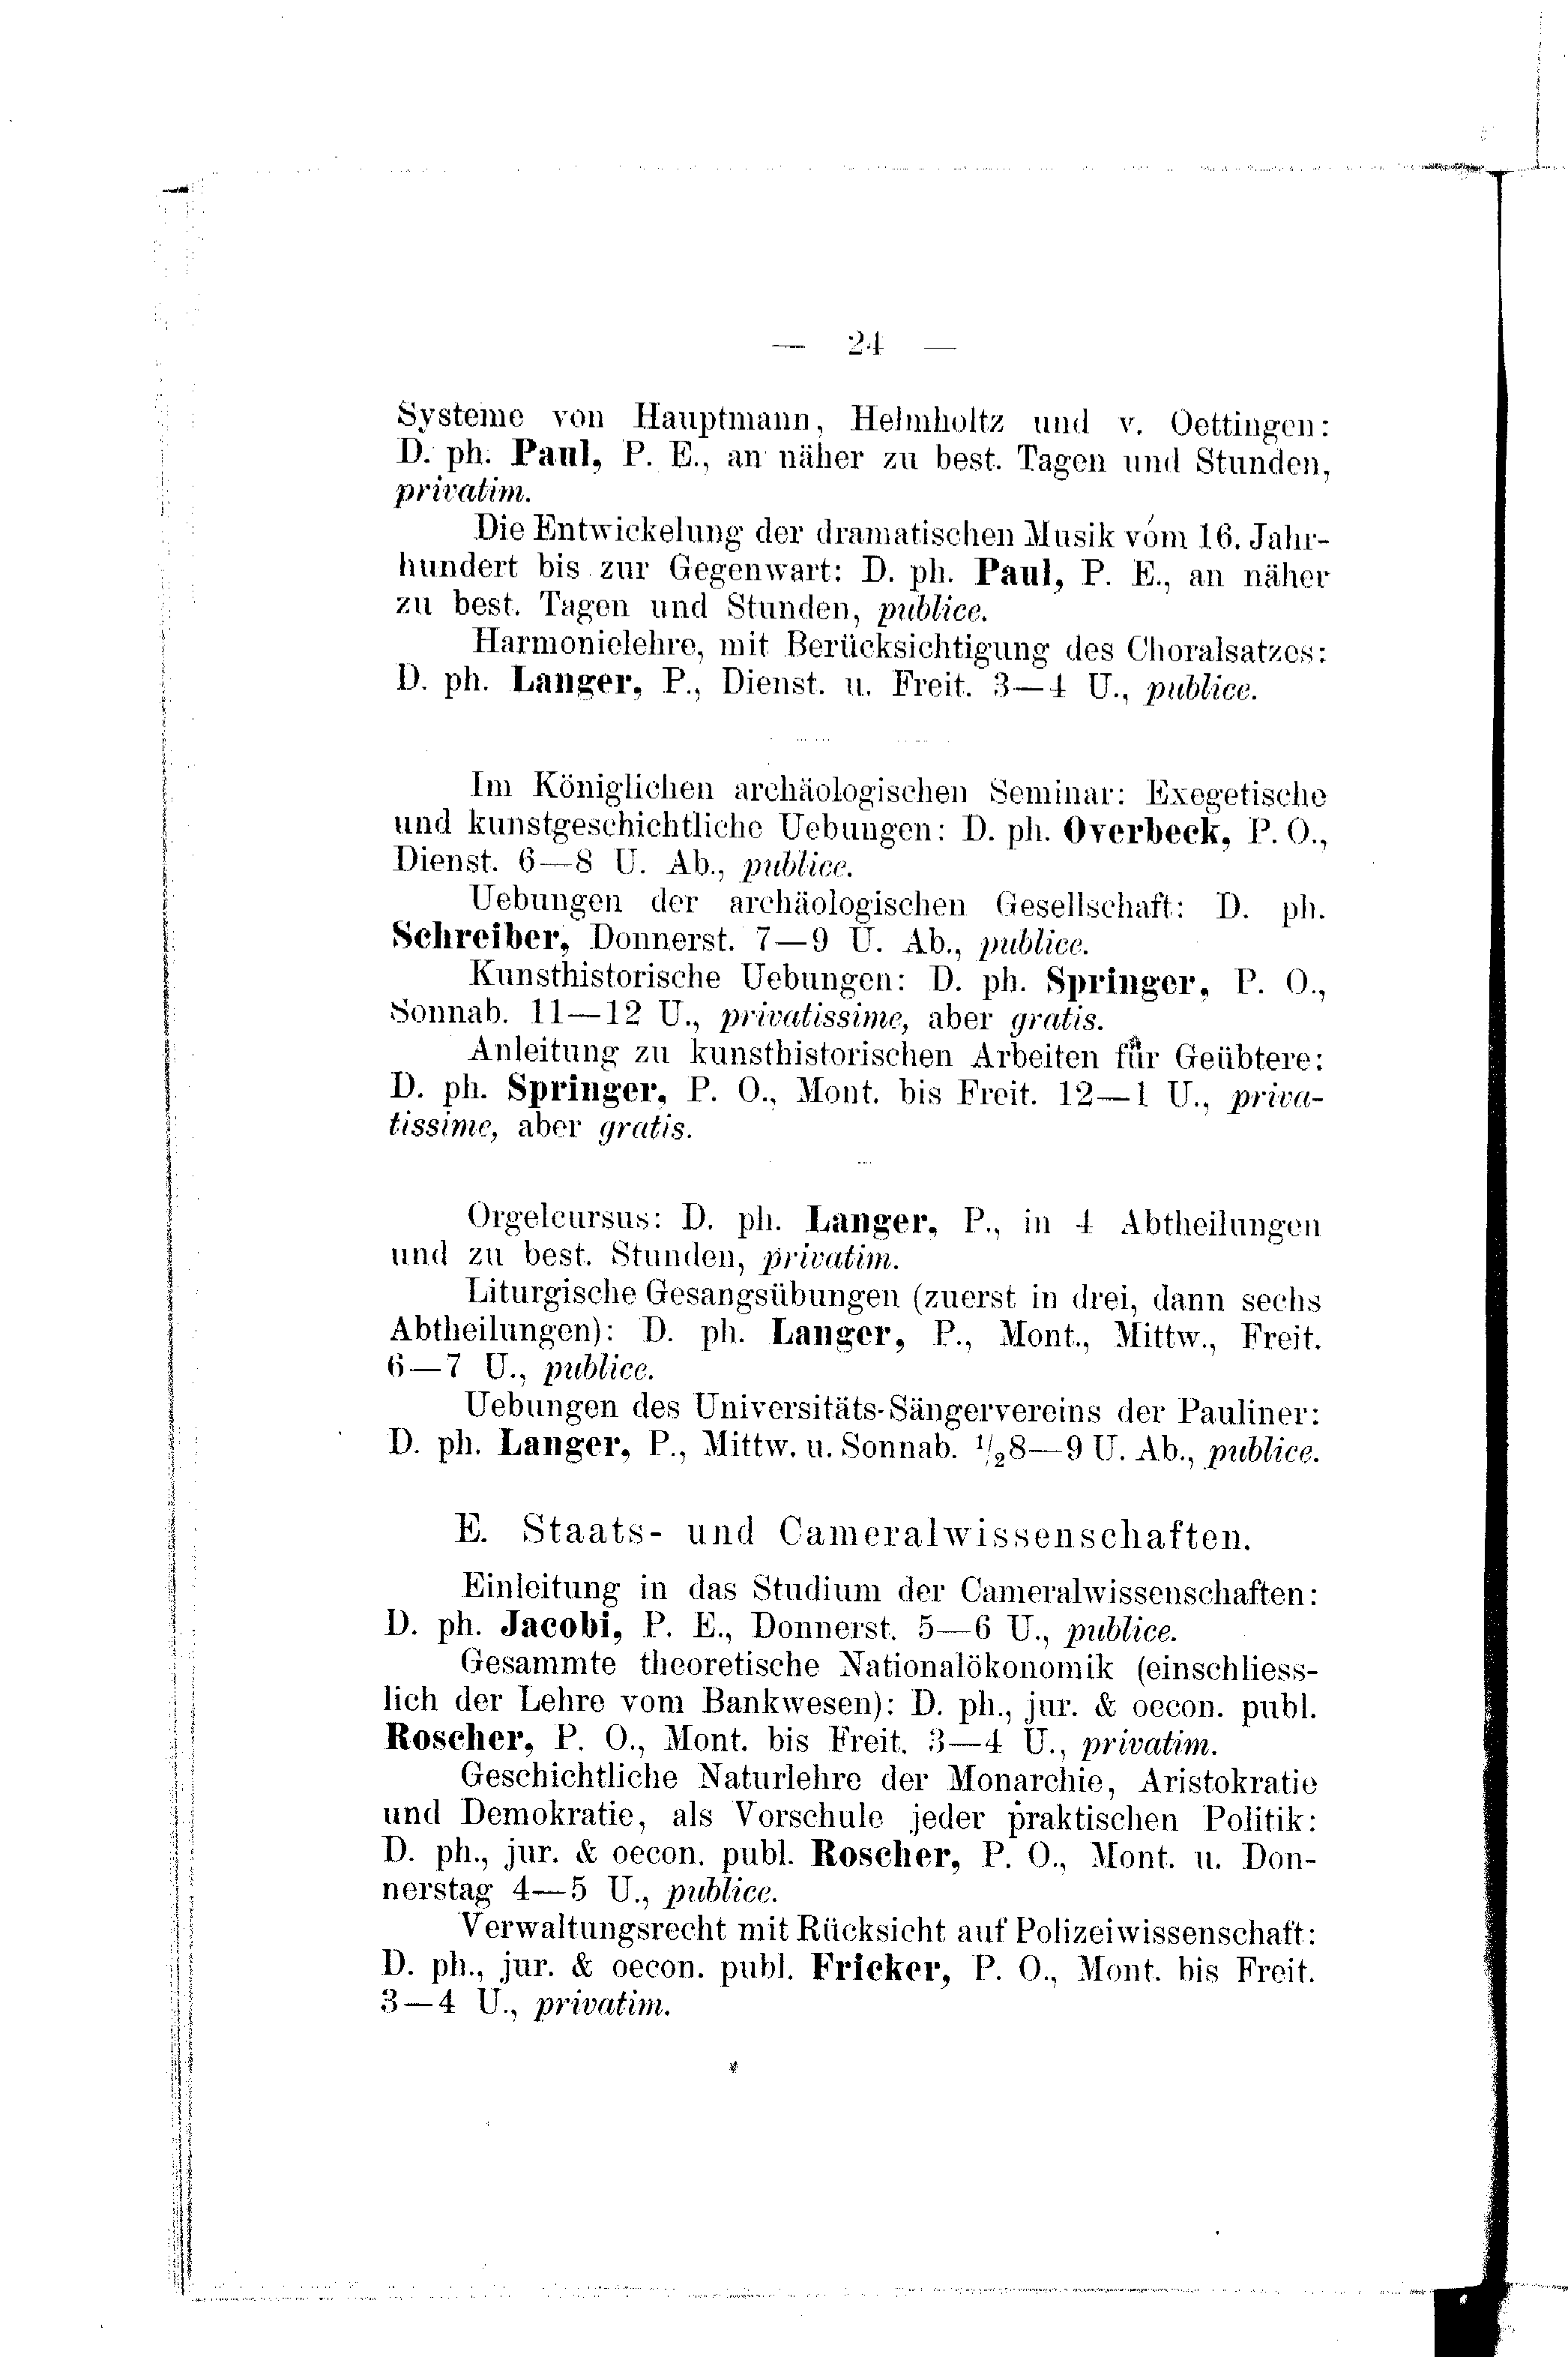 — 24 —
Systeme von Hauptmann, Helmholtz und v. Oettingen:
D. ph. Paul, P. E., an näher zu best. Tagen und Stunden,
privatim.
Die Entwickelung der dramatischen Musik vom 16. Jahr-
hundert bis zur Gegenwart: D. ph. Paul, P. E., an näher
zu best. Tagen und Stunden, publice.
Harmonielehre, mit Berücksichtigung des Choralsatzes:
D. ph. Langer, P., Dienst. u. Freit. 3—4 U., publice.
Im Königlichen archäologischen Seminar: Exegetische
und kunstgeschichtliche Uebungen: D. ph. Overbeck, P. O.,
Dienst. 6—8 U. Ab., publice.
Uebungen der archäologischen Gesellschaft: D. ph.
Schreiber, Donnerst. 7—9 U. Ab., publice.
Kunsthistorische Uebungen: D. ph. Springer, P. O.,
Sonnab. 11—12 U., privatissime, aber gratis.
Anleitung zu kunsthistorischen Arbeiten für Geübtere:
D. ph. Springer, P. O., Mont. bis Freit. 12—1 U., priva-
tissime, aber gratis.
Orgelcursus: D. ph. Langer, P., in 4 Abtheilungen
und zu best. Stunden, privatim.
Liturgische Gesangsübungen (zuerst in drei, dann sechs
Abtheilungen): D. ph. Langer, P., Mont., Mittw., Freit.
6—7 U., publice.
Uebungen des Universitäts-Sängervereins der Pauliner:
D. ph. Langer, P., Mittw. u. Sonnab. 1/2 8—9 U. Ab., publice.
E. Staats- und Cameralwissenschaften.
Einleitung in das Studium der Cameralwissenschaften:
D. ph. Jacobi, P. E., Donnerst. 5—6 U., publice.
Gesammte theoretische Nationalökonomik (einschliess-
lich der Lehre vom Bankwesen): D. ph., jur. & oecon. publ.
Roscher, P. O., Mont. bis Freit. 3—4 U., privatim.
Geschichtliche Naturlehre der Monarchie, Aristokratie
und Demokratie, als Vorschule jeder praktischen Politik:
D. ph., jur. & oecon. publ. Roscher, P. O., Mont. u. Don-
nerstag 4—5 U., publice.
Verwaltungsrecht mit Rücksicht auf Polizeiwissenschaft:
D. ph., jur. & oecon. publ. Fricker, P. O., Mont. bis Freit.
3—4 U., privatim.